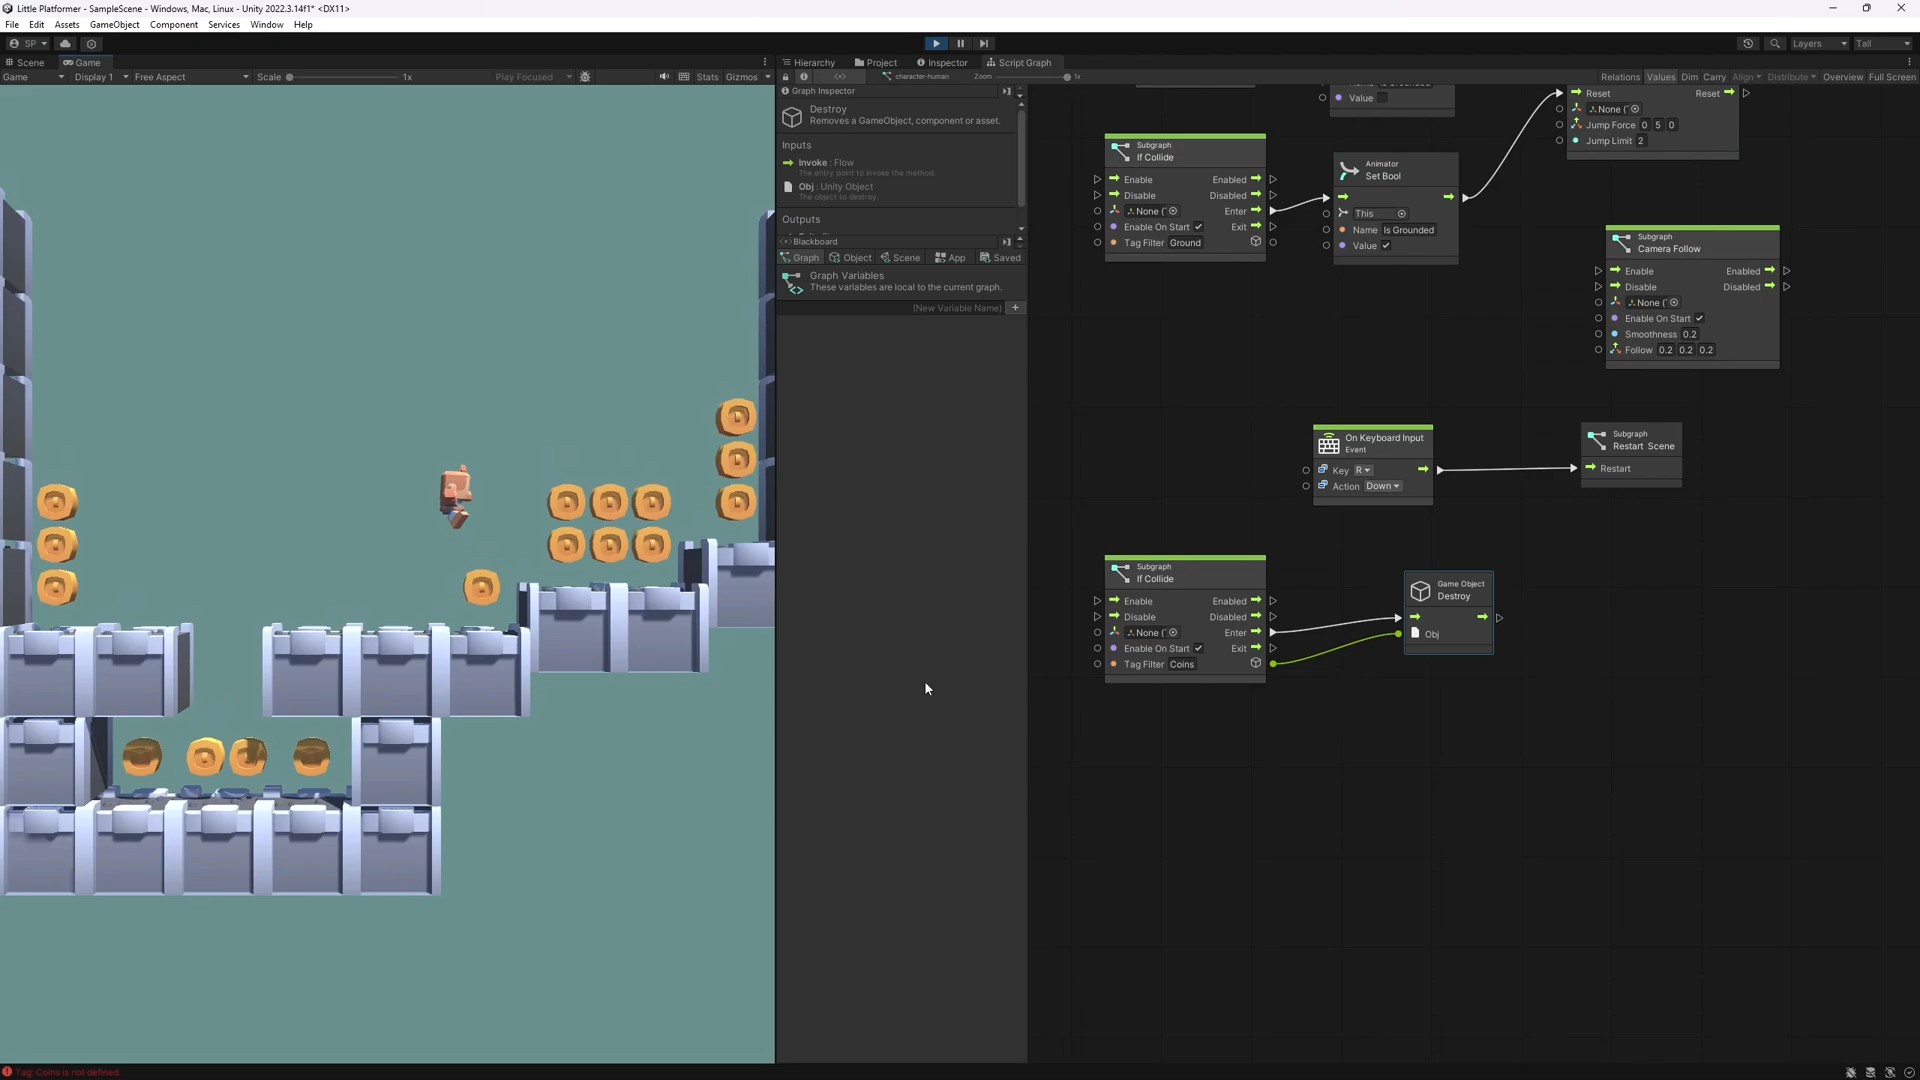 Little Platformer - SampleScene - Windows, Mac, Linux - Unity 2022.3.14f1* <DX11>
File Edit Assets GameObject Component Services Window Help
SP Layers Tall
Scene Game
Game Display 1 Free Aspect Scale 1x Play Focused Stats Gizmos
Hierarchy Project Inspector Script Graph
character-human Zoom 1x Relations Values Dim Carry Align Distribute Overview Full Screen
Graph Inspector
Destroy
Removes a GameObject, component or asset.
Inputs
Invoke : Flow
The entry point to invoke the method.
Obj : Unity Object
The object to destroy.
Outputs
Blackboard
Graph Object Scene App Saved
Graph Variables
These variables are local to the current graph.
(New Variable Name) +
Value
Reset Reset
None (
Jump Force 0 5 0
Jump Limit 2
Subgraph
If Collide
Enable Enabled
Disable Disabled
None ( Enter
Enable On Start Exit
Tag Filter Ground
Animator
Set Bool
This
Name Is Grounded
Value
Subgraph
Camera Follow
Enable Enabled
Disable Disabled
None (
Enable On Start
Smoothness 0.2
Follow 0.2 0.2 0.2
On Keyboard Input
Event
Key R
Action Down
Subgraph
Restart Scene
Restart
Subgraph
If Collide
Enable Enabled
Disable Disabled
None ( Enter
Enable On Start Exit
Tag Filter Coins
Game Object
Destroy
Obj
Tag: Coins is not defined.